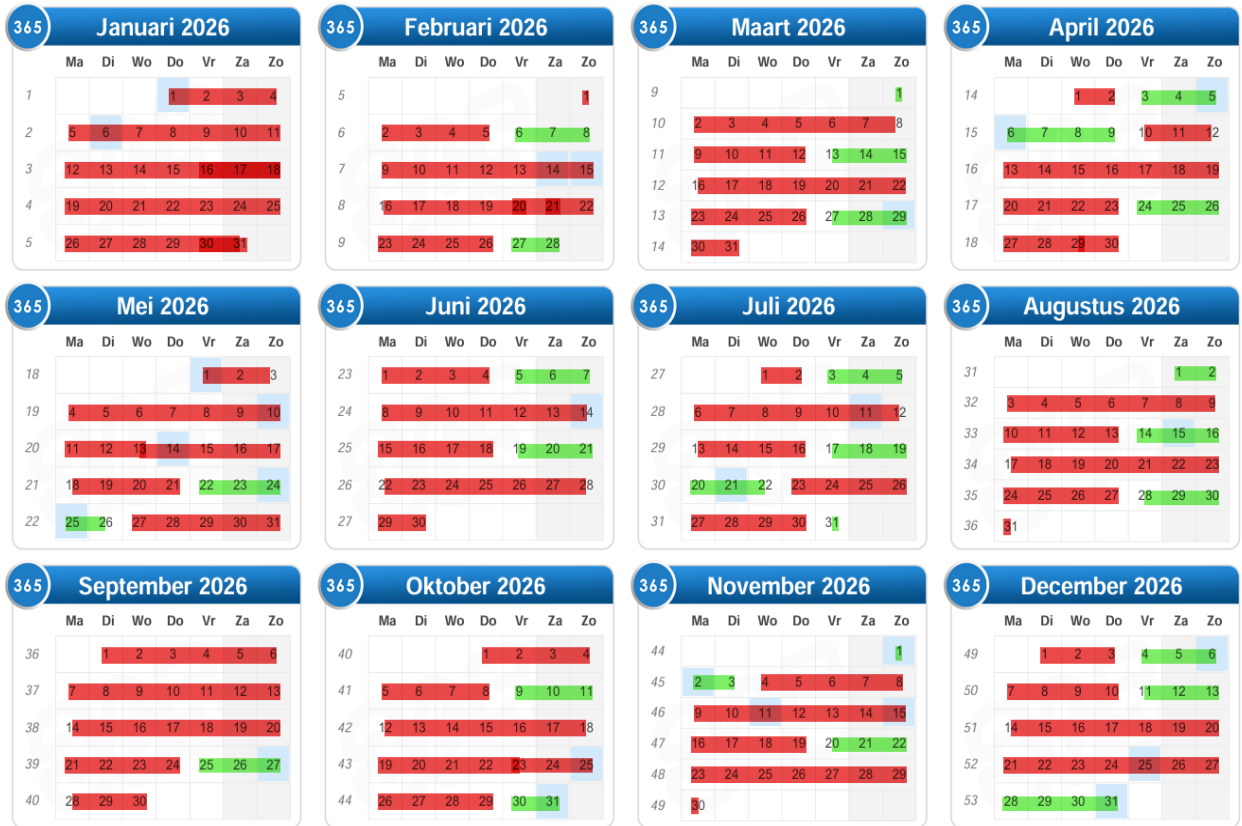 365 Januari 2026
Ma Di Wo Do Vr Za Zo
1 1 2 3 4
2 5 6 7 8 9 10 11
3 12 13 14 15 16 17 18
4 19 20 21 22 23 24 25
5 26 27 28 29 30 31
365 Februari 2026
Ma Di Wo Do Vr Za Zo
5 1
6 2 3 4 5 6 7 8
7 9 10 11 12 13 14 15
8 16 17 18 19 20 21 22
9 23 24 25 26 27 28
365 Maart 2026
Ma Di Wo Do Vr Za Zo
9 1
10 2 3 4 5 6 7 8
11 9 10 11 12 13 14 15
12 16 17 18 19 20 21 22
13 23 24 25 26 27 28 29
14 30 31
365 April 2026
Ma Di Wo Do Vr Za Zo
14 1 2 3 4 5
15 6 7 8 9 10 11 12
16 13 14 15 16 17 18 19
17 20 21 22 23 24 25 26
18 27 28 29 30
365 Mei 2026
Ma Di Wo Do Vr Za Zo
18 1 2 3
19 4 5 6 7 8 9 10
20 11 12 13 14 15 16 17
21 18 19 20 21 22 23 24
22 25 26 27 28 29 30 31
365 Juni 2026
Ma Di Wo Do Vr Za Zo
23 1 2 3 4 5 6 7
24 8 9 10 11 12 13 14
25 15 16 17 18 19 20 21
26 22 23 24 25 26 27 28
27 29 30
365 Juli 2026
Ma Di Wo Do Vr Za Zo
27 1 2 3 4 5
28 6 7 8 9 10 11 12
29 13 14 15 16 17 18 19
30 20 21 22 23 24 25 26
31 27 28 29 30 31
365 Augustus 2026
Ma Di Wo Do Vr Za Zo
31 1 2
32 3 4 5 6 7 8 9
33 10 11 12 13 14 15 16
34 17 18 19 20 21 22 23
35 24 25 26 27 28 29 30
36 31
365 September 2026
Ma Di Wo Do Vr Za Zo
36 1 2 3 4 5 6
37 7 8 9 10 11 12 13
38 14 15 16 17 18 19 20
39 21 22 23 24 25 26 27
40 28 29 30
365 Oktober 2026
Ma Di Wo Do Vr Za Zo
40 1 2 3 4
41 5 6 7 8 9 10 11
42 12 13 14 15 16 17 18
43 19 20 21 22 23 24 25
44 26 27 28 29 30 31
365 November 2026
Ma Di Wo Do Vr Za Zo
44 1
45 2 3 4 5 6 7 8
46 9 10 11 12 13 14 15
47 16 17 18 19 20 21 22
48 23 24 25 26 27 28 29
49 30
365 December 2026
Ma Di Wo Do Vr Za Zo
49 1 2 3 4 5 6
50 7 8 9 10 11 12 13
51 14 15 16 17 18 19 20
52 21 22 23 24 25 26 27
53 28 29 30 31